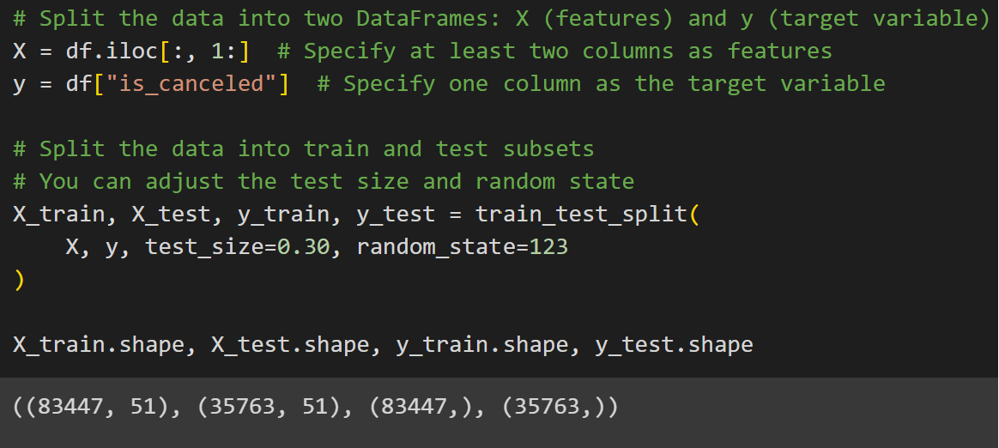 # Split the data into two DataFrames: X (features) and y (target variable)
X = df.iloc[:, 1:]  # Specify at least two columns as features
y = df["is_canceled"]  # Specify one column as the target variable
# Split the data into train and test subsets
# You can adjust the test size and random state
X_train, X_test, y_train, y_test = train_test_split(
    X, y, test_size=0.30, random_state=123
)
X_train.shape, X_test.shape, y_train.shape, y_test.shape
((83447, 51), (35763, 51), (83447,), (35763,))